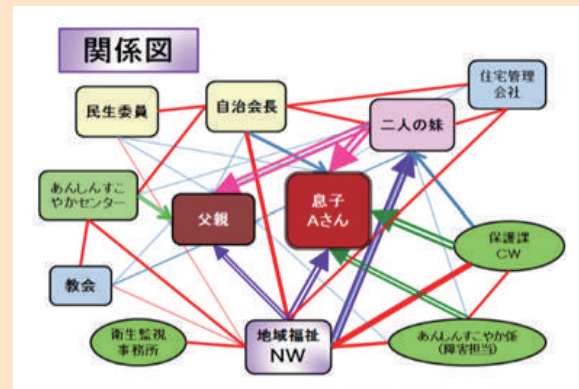 関係図
住宅管理
会社
民生委員
自治会長
二人の妹
あんしんすこ
やかセンター
父親
息子
Aさん
保護課
CW
教会
衛生監視
事務所
地域福祉
NW
あんしんすこやか係
(障害担当)